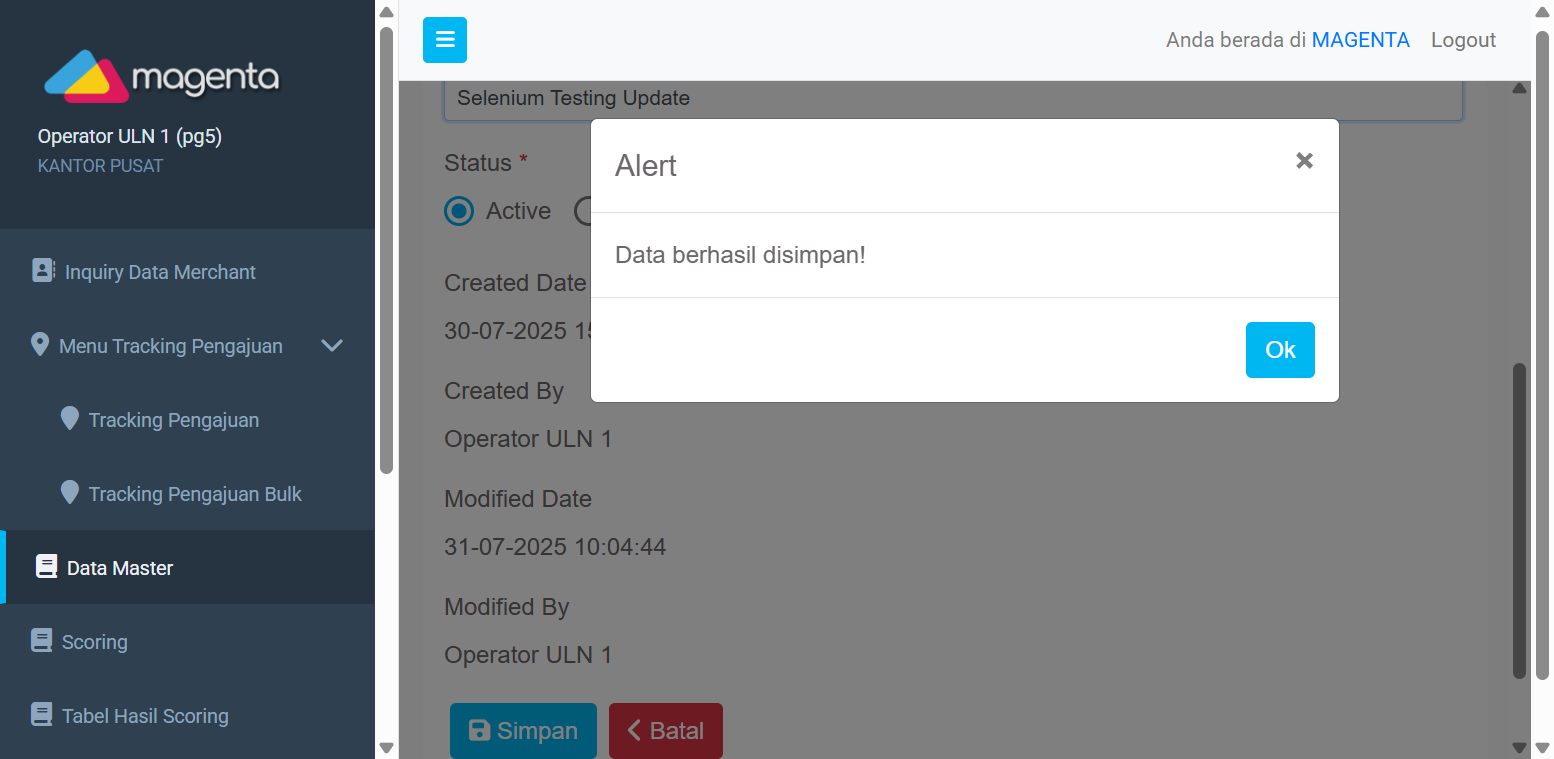 magenta
Operator ULN 1 (pg5)
KANTOR PUSAT
Inquiry Data Merchant
Menu Tracking Pengajuan
Tracking Pengajuan
Tracking Pengajuan Bulk
Data Master
Scoring
Tabel Hasil Scoring
Anda berada di MAGENTA Logout
Selenium Testing Update
Status *
Active
Created Date
30-07-2025
Created By
Operator ULN 1
Modified Date
31-07-2025 10:04:44
Modified By
Operator ULN 1
Simpan
Batal
Alert
Data berhasil disimpan!
Ok